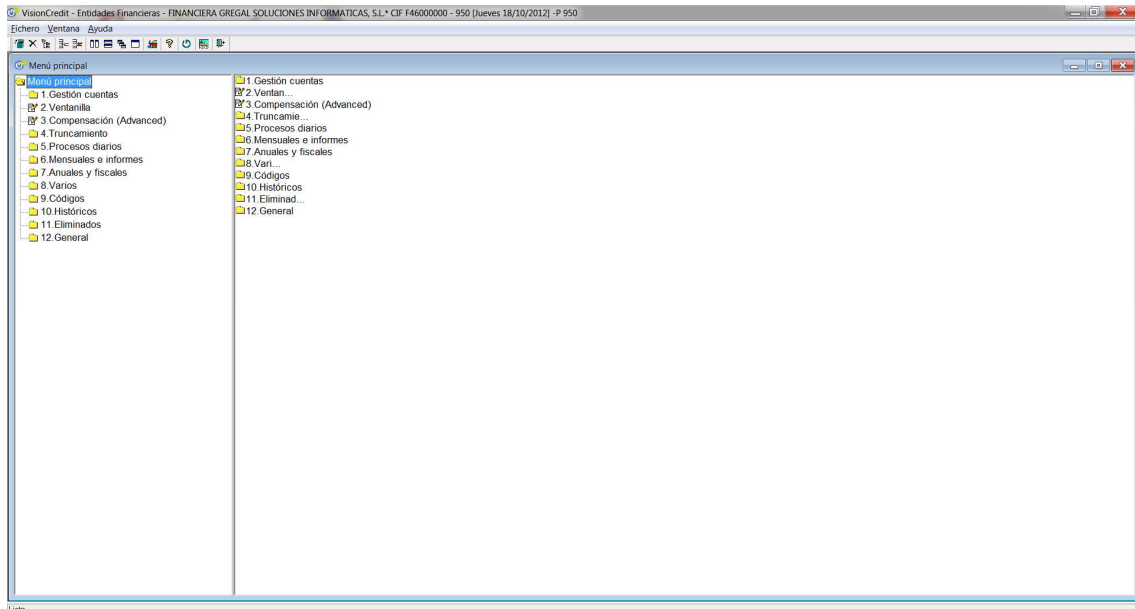 VisionCredit - Entidades Financieras - FINANCIERA GREGAL SOLUCIONES INFORMATICAS, S.L.* CIF F46000000 - 950 [Jueves 18/10/2012] -P 950
Fichero Ventana Ayuda
Menú principal
Menú principal
1.Gestión cuentas
2.Ventanilla
3.Compensación (Advanced)
4.Truncamiento
5.Procesos diarios
6.Mensuales e informes
7.Anuales y fiscales
8.Varios
9.Códigos
10.Históricos
11.Eliminados
12.General
1.Gestión cuentas
2.Ventan...
3.Compensación (Advanced)
4.Truncamie...
5.Procesos diarios
6.Mensuales e informes
7.Anuales y fiscales
8.Vari...
9.Códigos
10.Históricos
11.Eliminad...
12.General